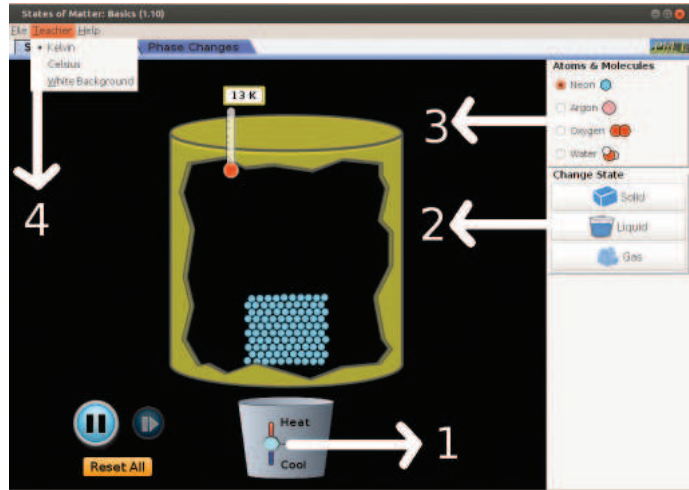 States of Matter: Basics (1.10)
File Teacher Help
S
Phase Changes
Kelvin
Celsius
White Background
13 K
Atoms & Molecules
Neon
Argon
Oxygen
Water
Change State
Solid
Liquid
Gas
3
2
4
Heat
Cool
1
Reset All